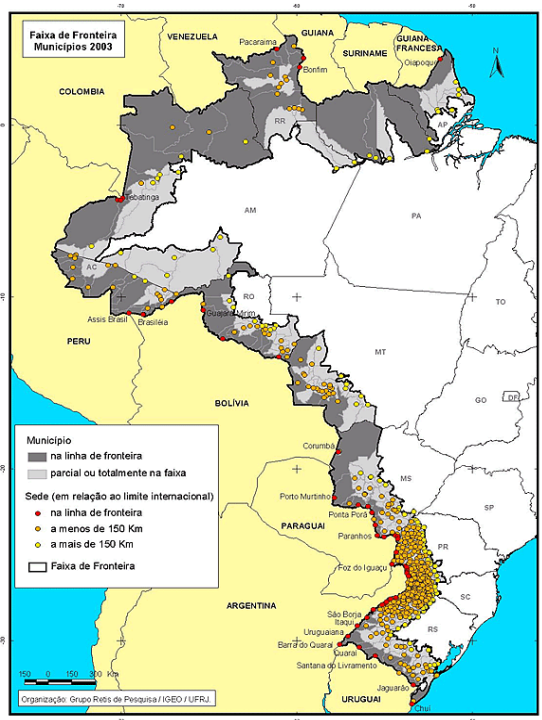 Faixa de Fronteira
Municípios 2003
VENEZUELA
GUIANA
SURINAME
GUIANA
FRANCESA
COLOMBIA
Pacaraima
Bonfim
Oiapoque
N
RR
AP
Tabatinga
AM
PA
AC
RO
Assis Brasil
Brasiléia
Guajará Mirim
TO
PERU
MT
BOLÍVIA
GO
DF
Município
na linha de fronteira
parcial ou totalmente na faixa
Sede (em relação ao limite internacional)
na linha de fronteira
a menos de 150 Km
a mais de 150 Km
Faixa de Fronteira
Corumbá
MS
Porto Murtinho
SP
Ponta Porã
PARAGUAI
Paranhos
PR
Foz do Iguaçu
SC
ARGENTINA
São Borja
Itaqui
RS
Uruguaiana
Barra do Quaraí
Quaraí
Santana do Livramento
Jaguarão
URUGUAI
Chuí
150 0 150 300 Km
Organização: Grupo Retis de Pesquisa / IGEO / UFRJ.